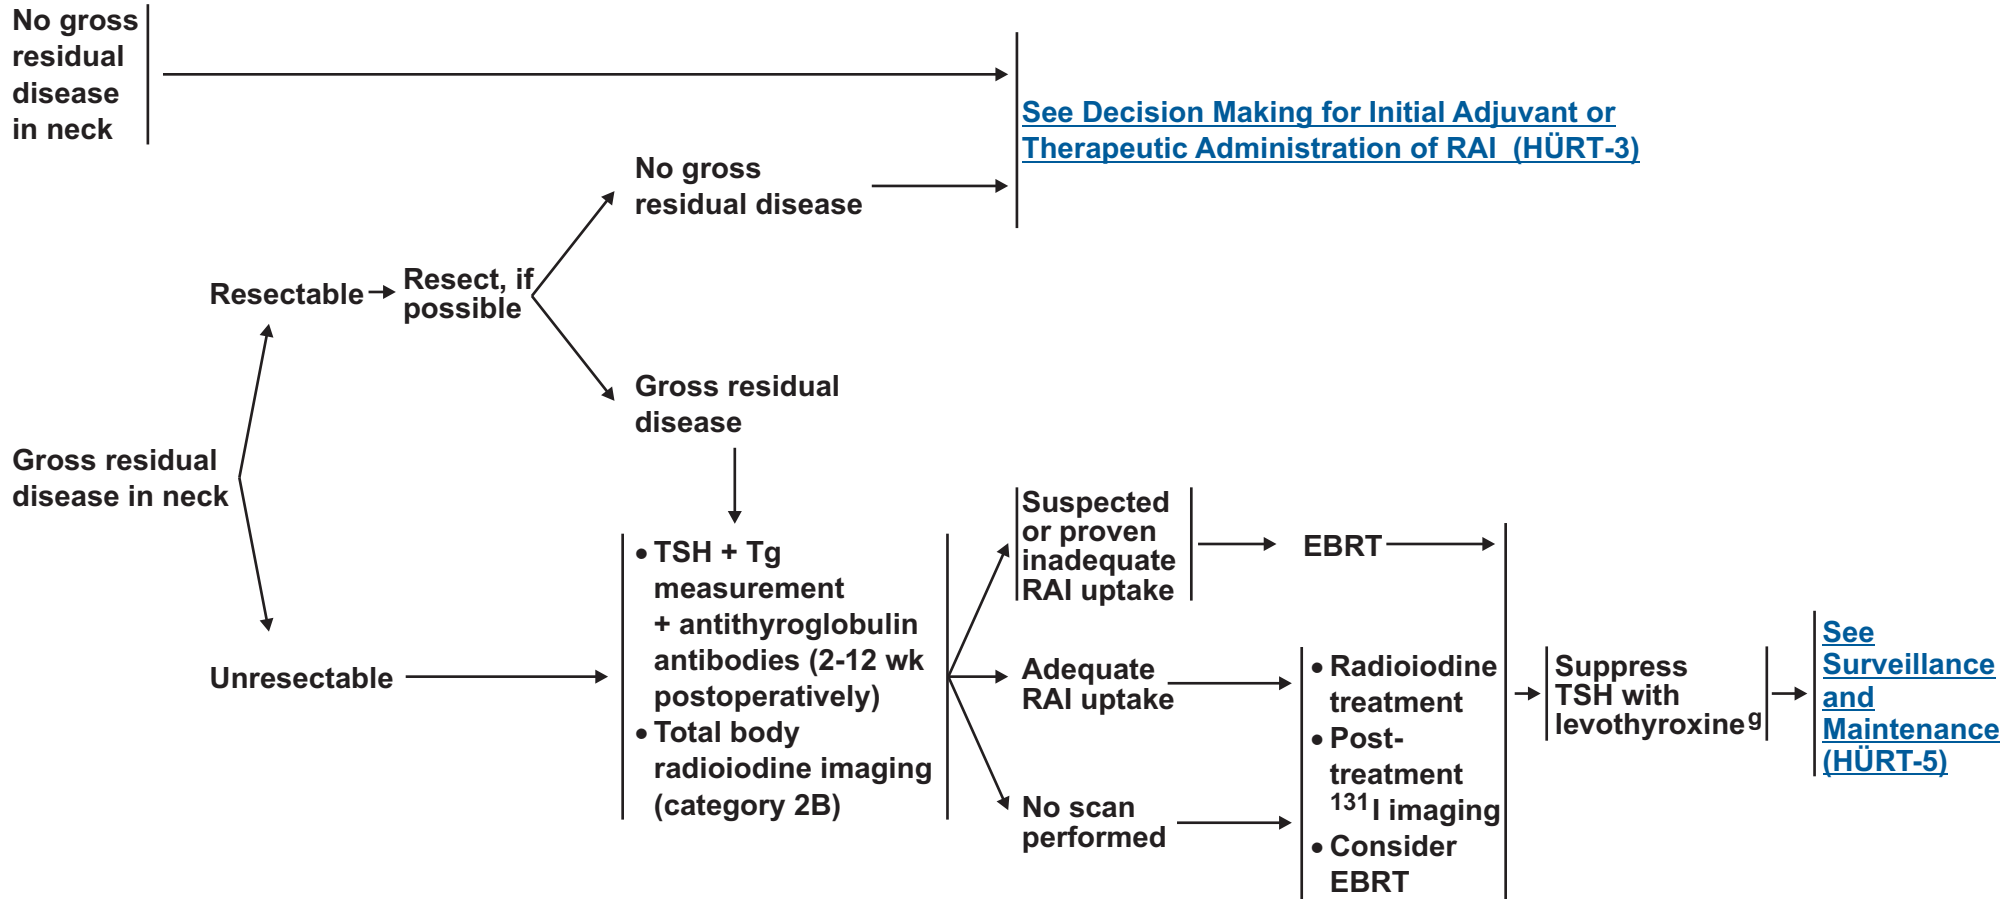 No gross
residual
disease
in neck
See Decision Making for Initial Adjuvant or
Therapeutic Administration of RAI (HÜRT-3)
No gross
residual disease
Resectable
Resect, if
possible
Gross residual
disease
Gross residual
disease in neck
Unresectable
• TSH + Tg
measurement
+ antithyroglobulin
antibodies (2-12 wk
postoperatively)
• Total body
radioiodine imaging
(category 2B)
Suspected
or proven
inadequate
RAI uptake
EBRT
Adequate
RAI uptake
No scan
performed
• Radioiodine
treatment
• Post-
treatment
131I imaging
• Consider
EBRT
Suppress
TSH with
levothyroxine g
See
Surveillance
and
Maintenance
(HÜRT-5)